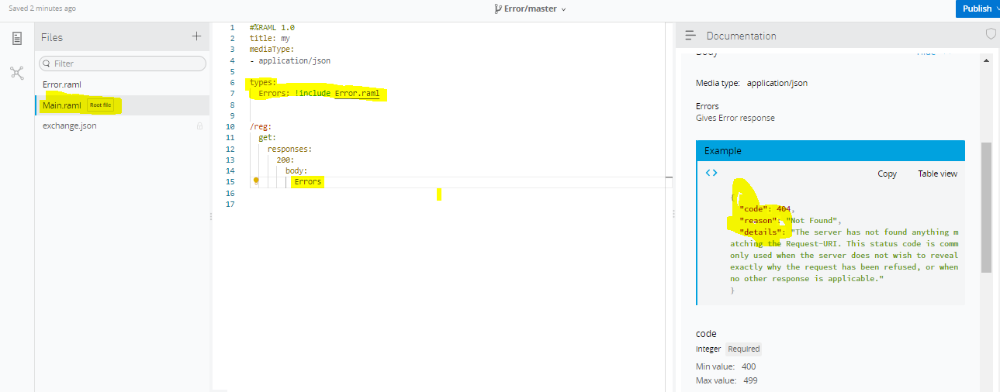 Saved 2 minutes ago
Error/master
Publish
Files
Filter
Error.raml
Main.raml Root file
exchange.json
1 #%RAML 1.0
2 title: my
3 mediaType:
4 - application/json
5
6 types:
7 Errors: !include Error.raml
8
9
10 /reg:
11 get:
12 responses:
13 200:
14 body:
15 Errors
16
17
Documentation
Body Hide
Media type: application/json
Errors
Gives Error response
Example
<> Copy Table view
{
"code": 404,
"reason": "Not Found",
"details": "The server has not found anything m
atching the Request-URI. This status code is comm
only used when the server does not wish to reveal
exactly why the request has been refused, or when
no other response is applicable."
}
code
Integer Required
Min value: 400
Max value: 499